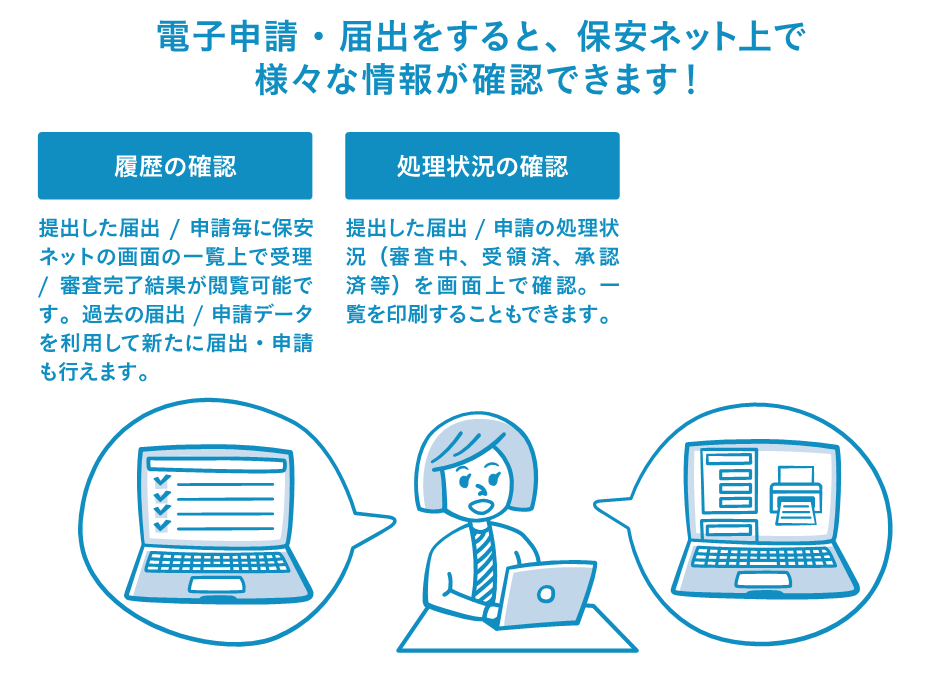 電子申請・届出をすると、保安ネット上で
様々な情報が確認できます！
履歴の確認
提出した届出 / 申請毎に保安
ネットの画面の一覧上で受理
/ 審査完了結果が閲覧可能で
す。過去の届出 / 申請データ
を利用して新たに届出・申請
も行えます。
処理状況の確認
提出した届出 / 申請の処理状
況（審査中、受領済、承認
済等）を画面上で確認。一
覧を印刷することもできます。